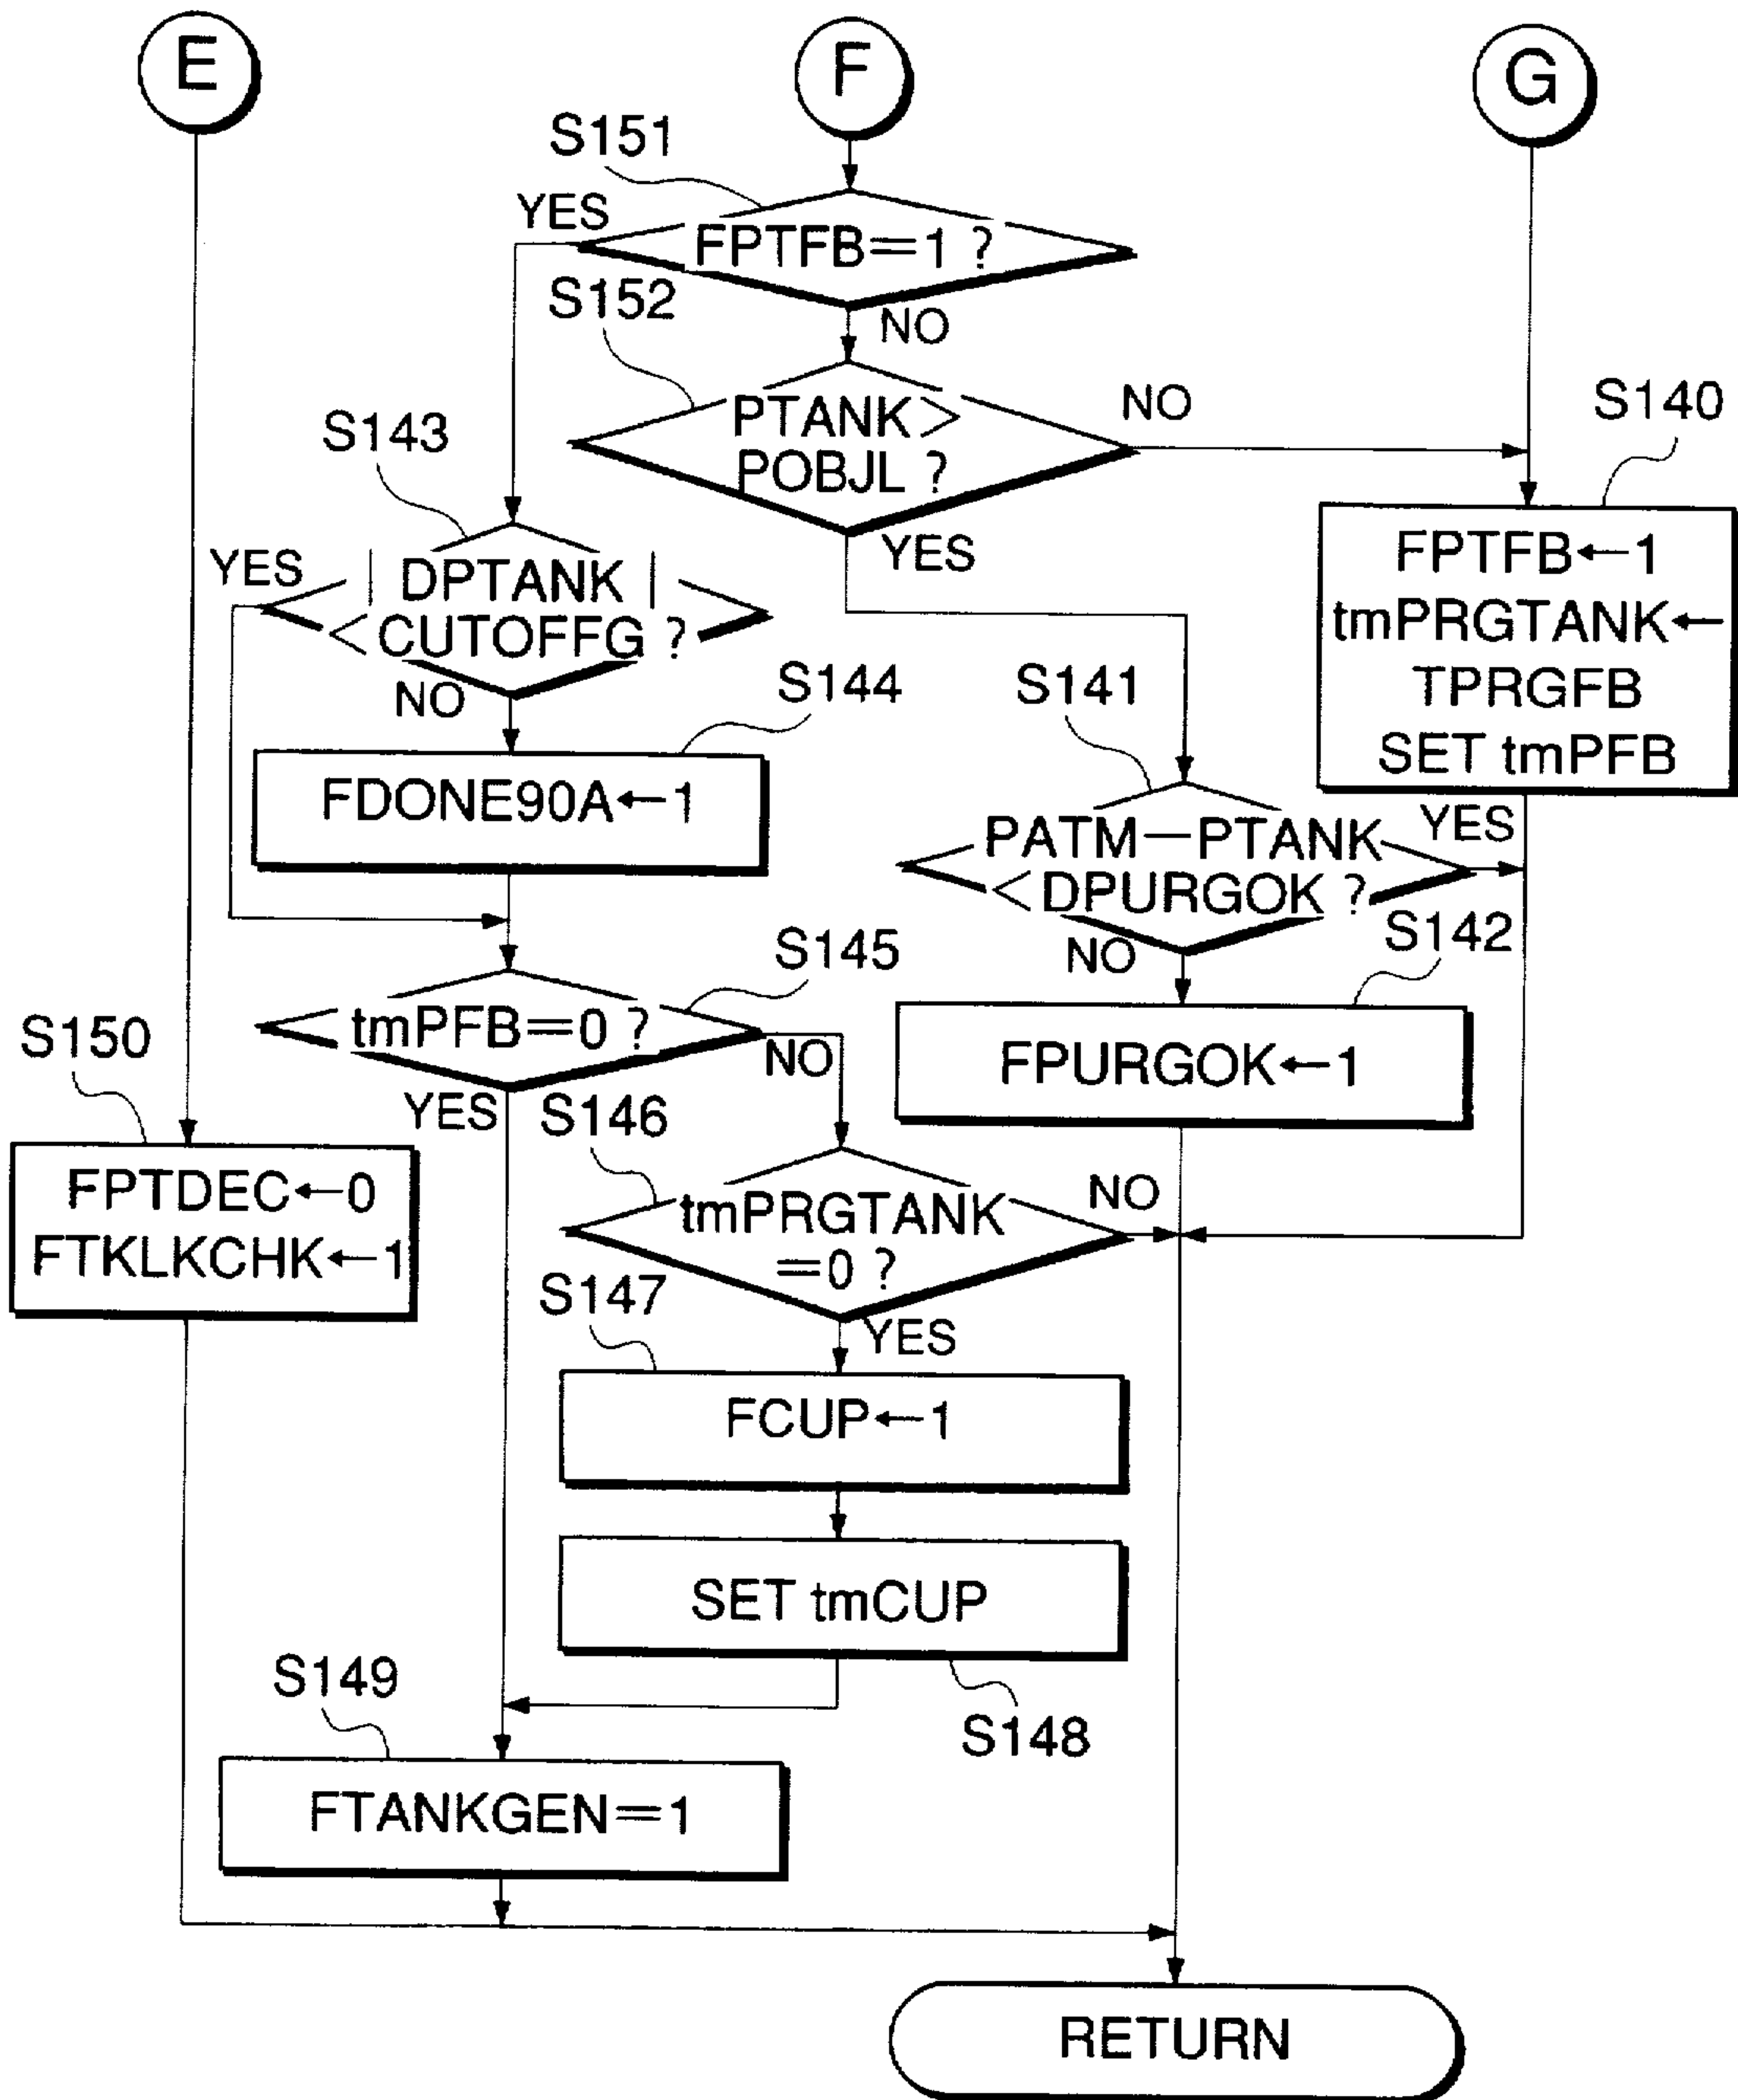 E
F
G
S151
YES
FPTFB=1 ?
S152
NO
PTANK>
POBJL ?
NO
S140
S143
YES
YES
| DPTANK |
<CUTOFFG ?
FPTFB←1
tmPRGTANK←
TPRGFB
SET tmPFB
NO
S144
S141
FDONE90A←1
PATM−PTANK
<DPURGOK ?
YES
NO
S142
S145
tmPFB=0 ?
NO
YES
FPURGOK←1
S150
S146
FPTDEC←0
FTKLKCHK←1
tmPRGTANK
=0 ?
NO
S147
YES
FCUP←1
SET tmCUP
S149
S148
FTANKGEN=1
RETURN